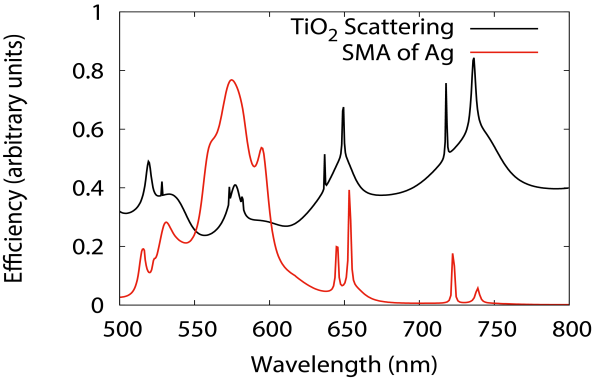 1
TiO2 Scattering
SMA of Ag
0.8
0.6
0.4
0.2
0
500 550 600 650 700 750 800
Wavelength (nm)
Efficiency (arbitrary units)